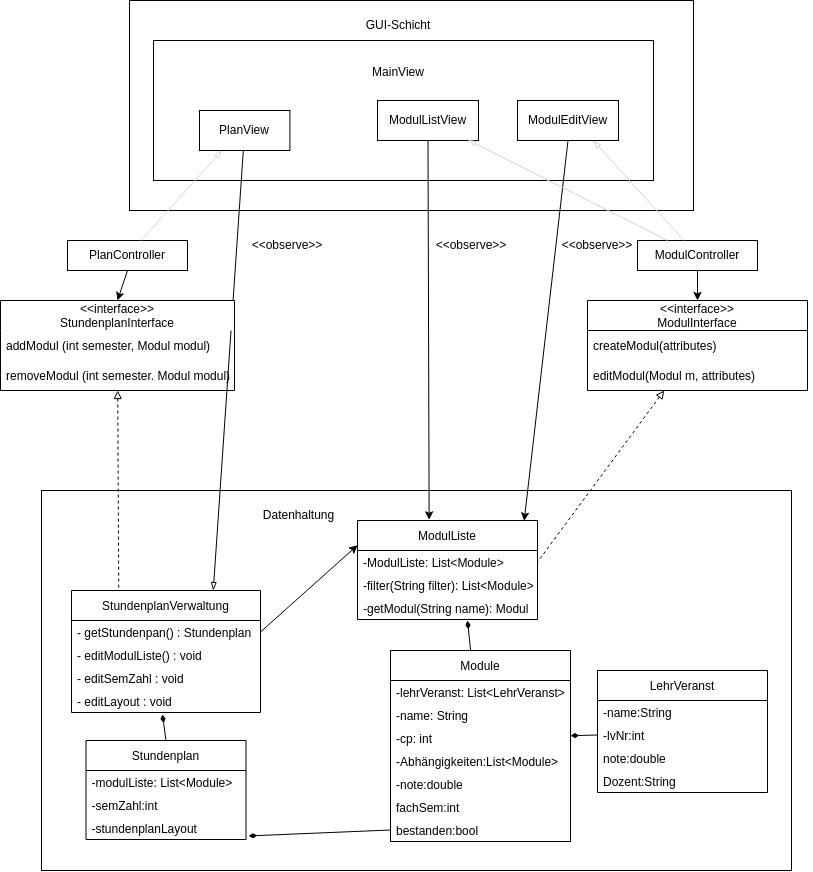 GUI-Schicht
MainView
PlanView
ModulListView
ModulEditView
<<observe>>
<<observe>>
<<observe>>
PlanController
ModulController
<<interface>>
StundenplanInterface
addModul (int semester, Modul modul)
removeModul (int semester. Modul modul)
<<interface>>
ModulInterface
createModul(attributes)
editModul(Modul m, attributes)
Datenhaltung
ModulListe
-ModulListe: List<Module>
-filter(String filter): List<Module>
-getModul(String name): Modul
StundenplanVerwaltung
- getStundenpan() : Stundenplan
- editModulListe() : void
- editSemZahl : void
- editLayout : void
Module
-lehrVeranst: List<LehrVeranst>
-name: String
-cp: int
-Abhängigkeiten:List<Module>
-note:double
fachSem:int
bestanden:bool
LehrVeranst
-name:String
-lvNr:int
note:double
Dozent:String
Stundenplan
-modulListe: List<Module>
-semZahl:int
-stundenplanLayout